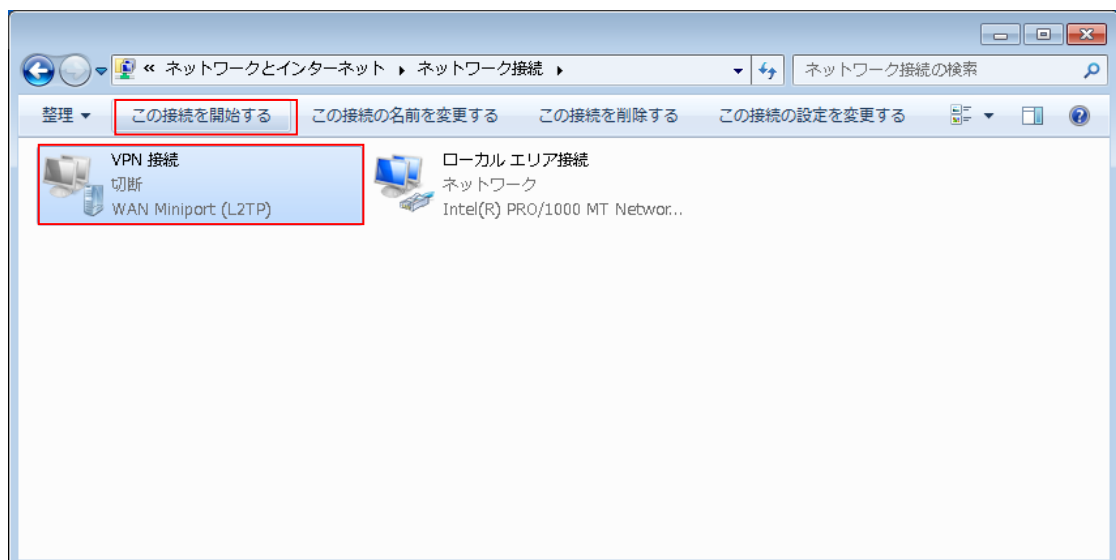 « ネットワークとインターネット ▸ ネットワーク接続 ▸
ネットワーク接続の検索
整理 この接続を開始する この接続の名前を変更する この接続を削除する この接続の設定を変更する
VPN 接続
切断
WAN Miniport (L2TP)
ローカル エリア接続
ネットワーク
Intel(R) PRO/1000 MT Networ...